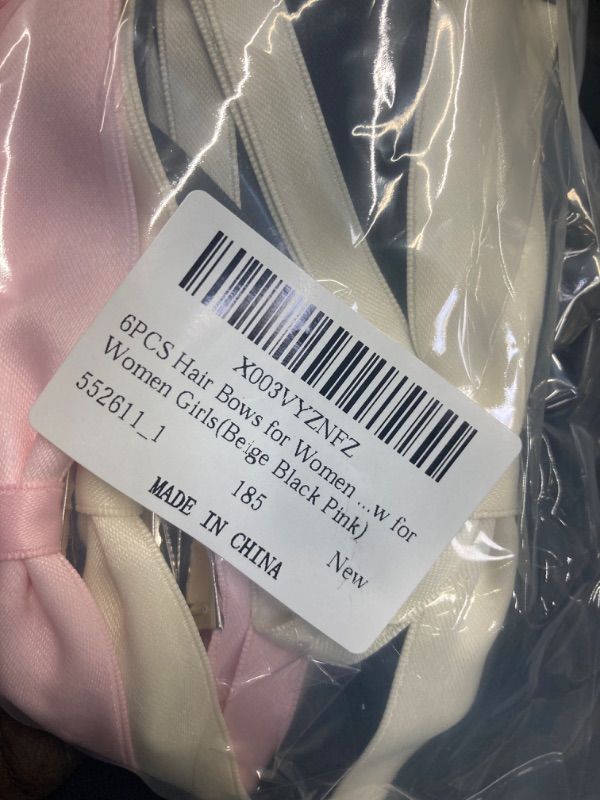 X003VYZNFZ
6PCS Hair Bows for Women ...w for
Women Girls(Beige Black Pink)
552611_1
185
New
MADE IN CHINA